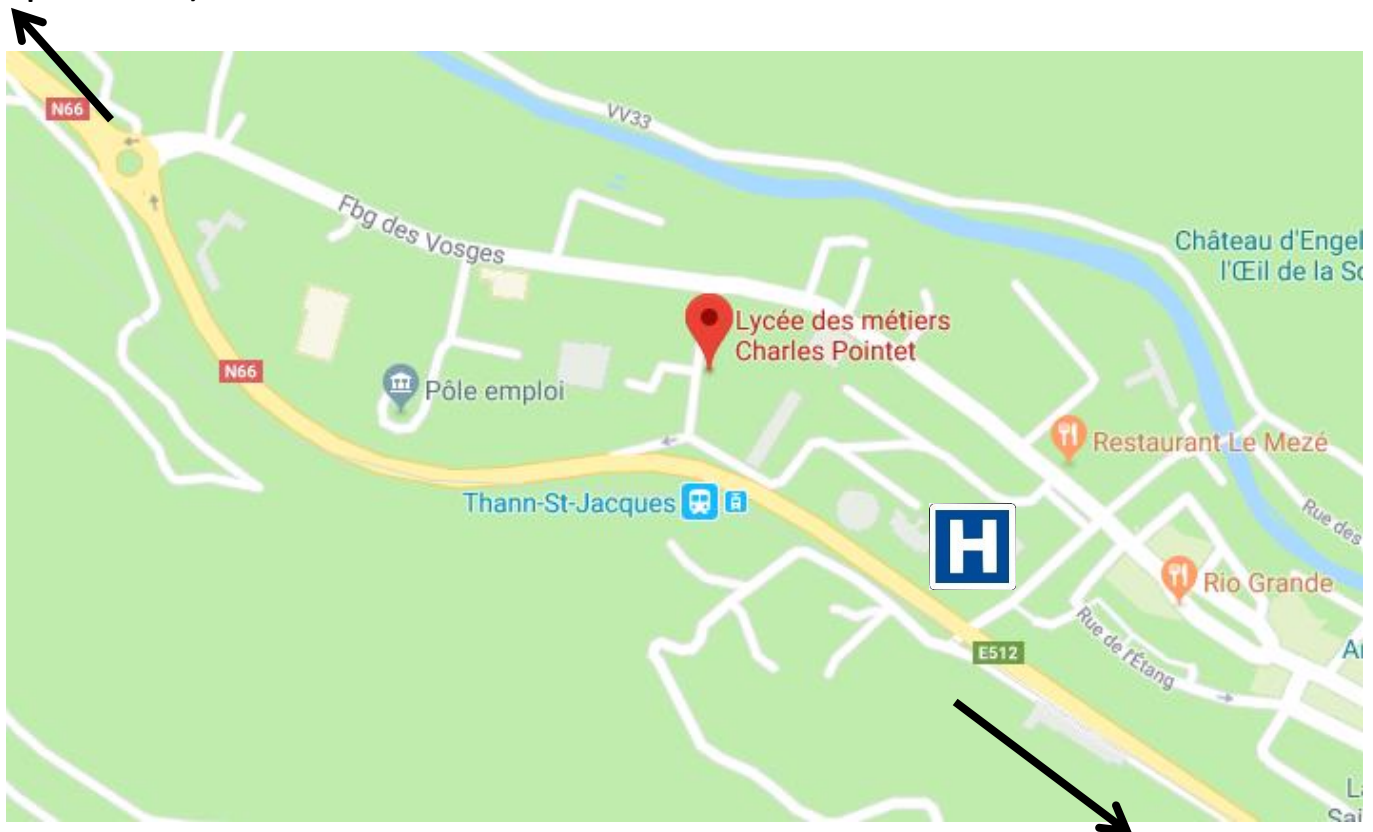 N66
VV33
Fbg des Vosges
Château d'Engel
l'Œil de la So
Lycée des métiers
Charles Pointet
N66
Pôle emploi
Restaurant Le Mezé
Thann-St-Jacques
Rue des
H
Rio Grande
Rue de l'Étang
E512